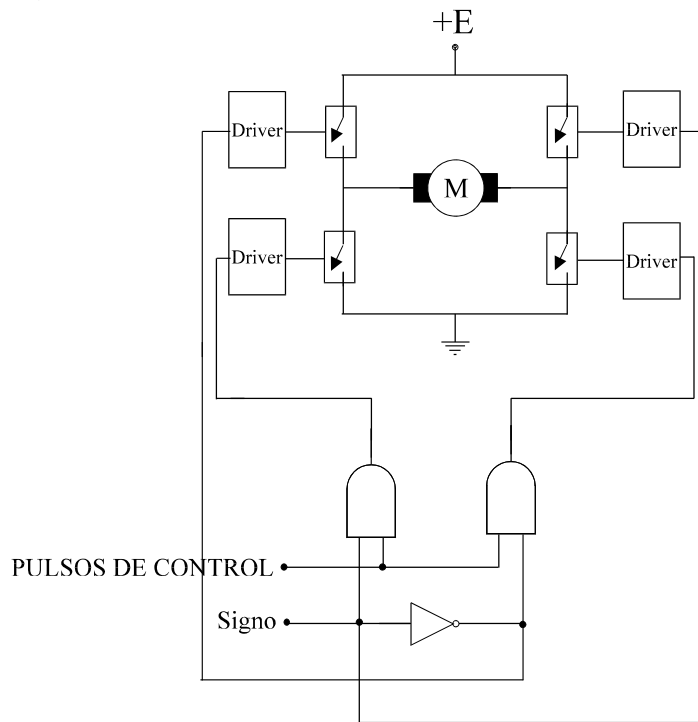 +E
Driver
Driver
M
Driver
Driver
PULSOS DE CONTROL
Signo